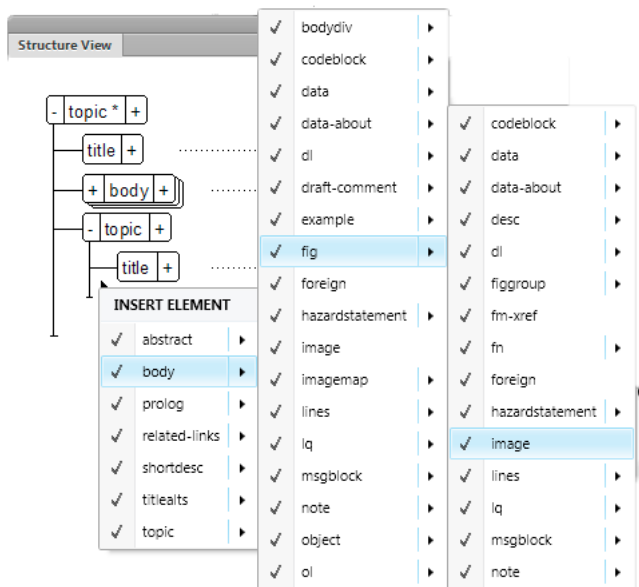 Structure View
- topic * +
title +
+ body +
- topic +
title +
INSERT ELEMENT
abstract
body
prolog
related-links
shortdesc
titlealts
topic
bodydiv
codeblock
data
data-about
dl
draft-comment
example
fig
foreign
hazardstatement
image
imagemap
lines
lq
msgblock
note
object
ol
codeblock
data
data-about
desc
dl
figgroup
fm-xref
fn
foreign
hazardstatement
image
lines
lq
msgblock
note